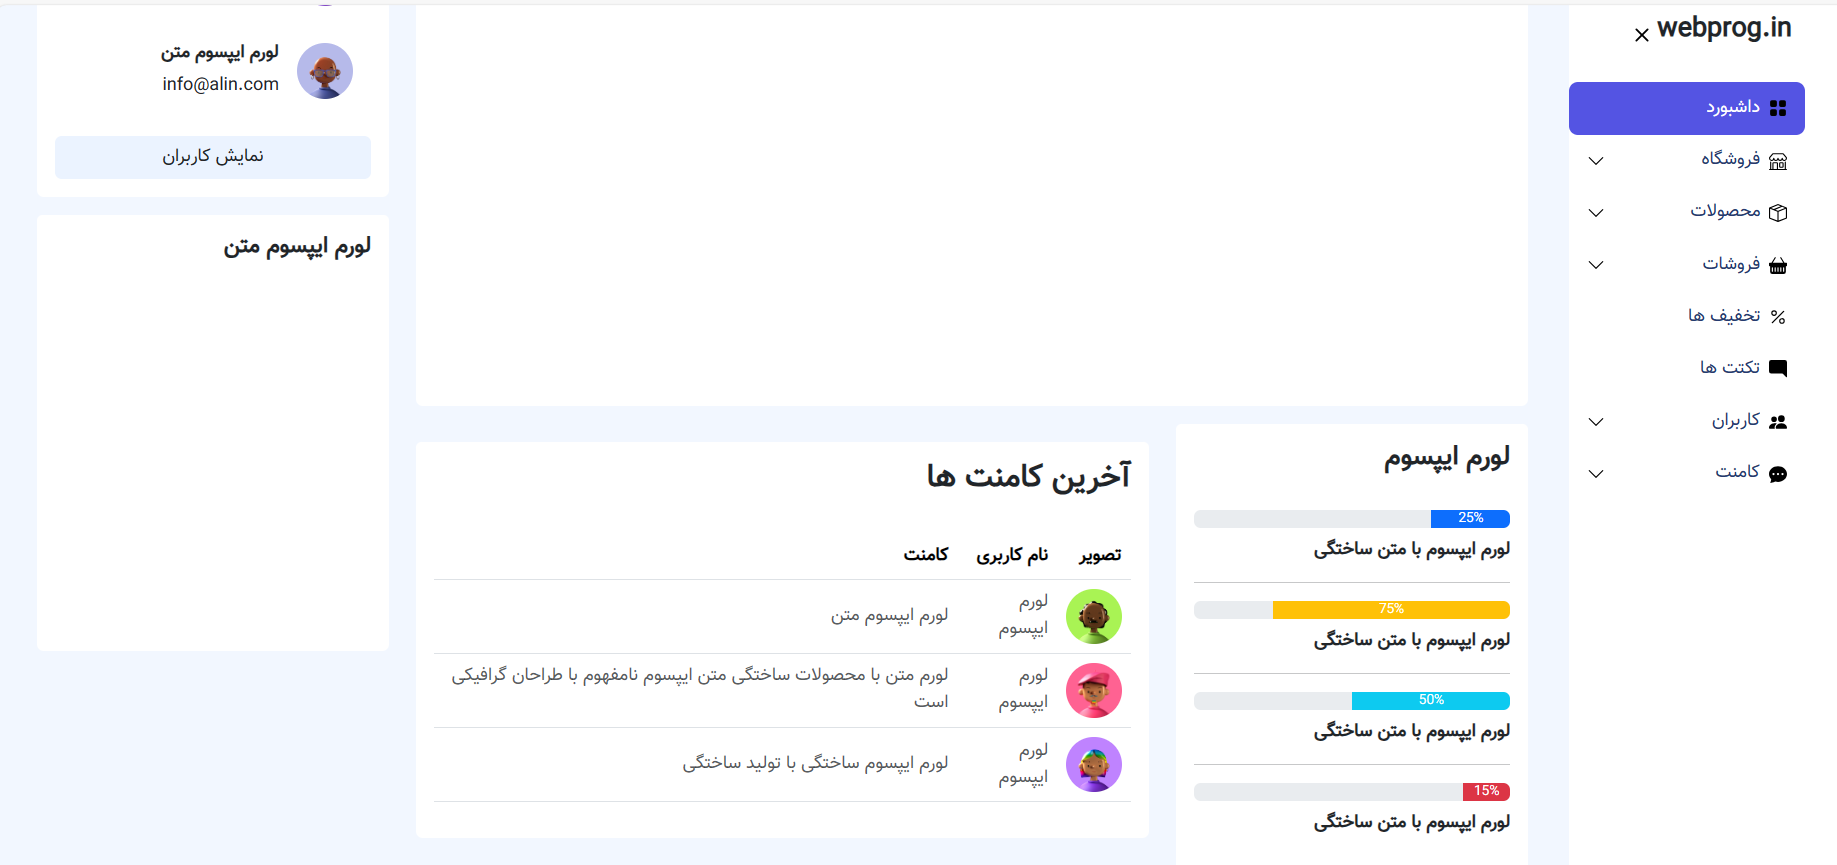 webprog.in
داشبورد
فروشگاه
محصولات
فروشات
تخفیف ها
تکتت ها
کاربران
کامنت
لورم ایپسوم
25%
لورم ایپسوم با متن ساختگی
75%
لورم ایپسوم با متن ساختگی
50%
لورم ایپسوم با متن ساختگی
15%
لورم ایپسوم با متن ساختگی
آخرین کامنت ها
تصویر نام کاربری کامنت
لورم
ایپسوم
لورم ایپسوم متن
لورم
ایپسوم
لورم متن با محصولات ساختگی متن ایپسوم نامفهوم با طراحان گرافیکی
است
لورم
ایپسوم
لورم ایپسوم ساختگی با تولید ساختگی
لورم ایپسوم متن
info@alin.com
نمایش کاربران
لورم ایپسوم متن